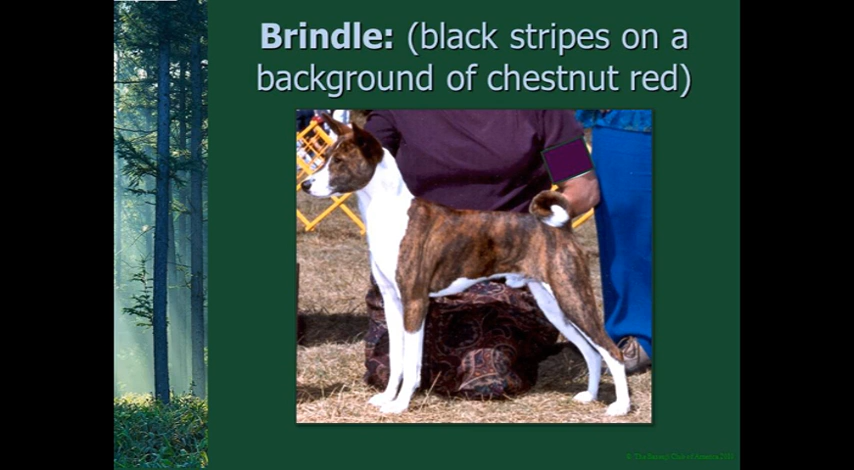 Brindle: (black stripes on a
background of chestnut red)